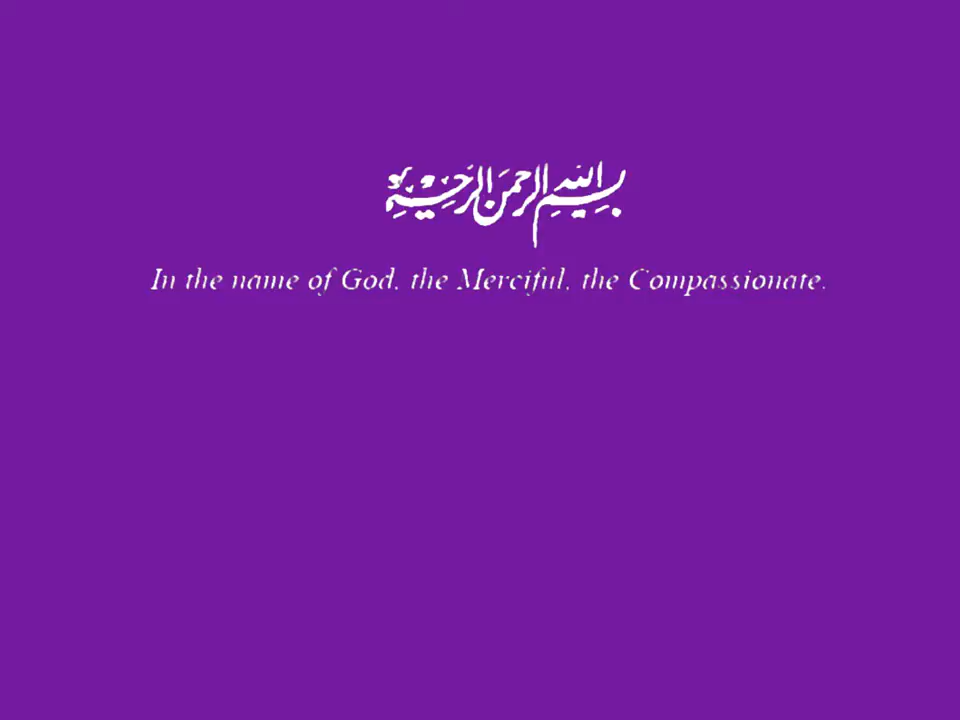 بسم الله الرحمن الرحيم
In the name of God, the Merciful, the Compassionate.